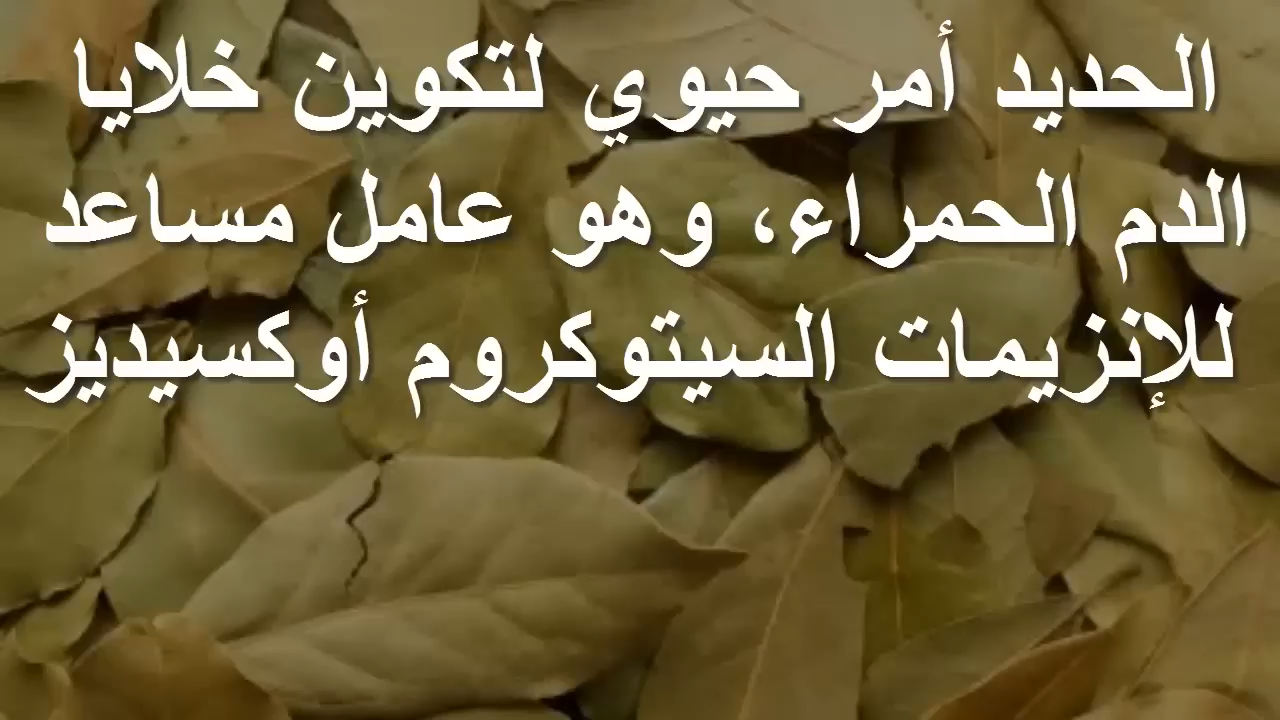 الحديد أمر حيوي لتكوين خلايا
الدم الحمراء، وهو عامل مساعد
للإنزيمات السيتوكروم أوكسيديز